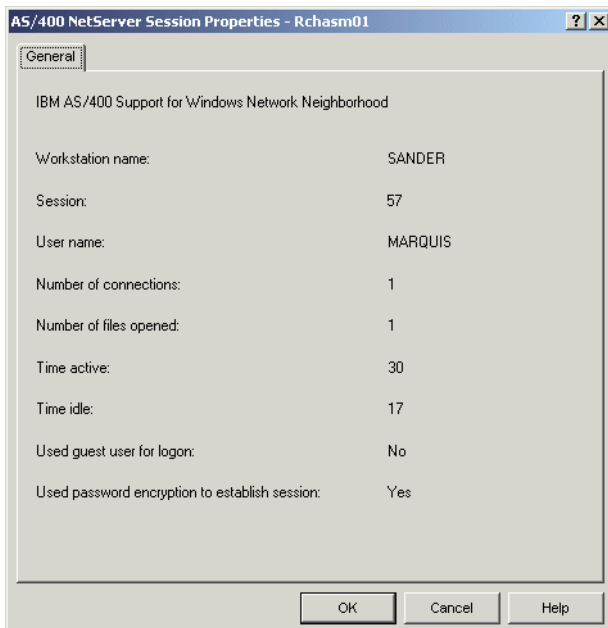 AS/400 NetServer Session Properties - Rchasm01
General
IBM AS/400 Support for Windows Network Neighborhood
Workstation name: SANDER
Session: 57
User name: MARQUIS
Number of connections: 1
Number of files opened: 1
Time active: 30
Time idle: 17
Used guest user for logon: No
Used password encryption to establish session: Yes
OK Cancel Help